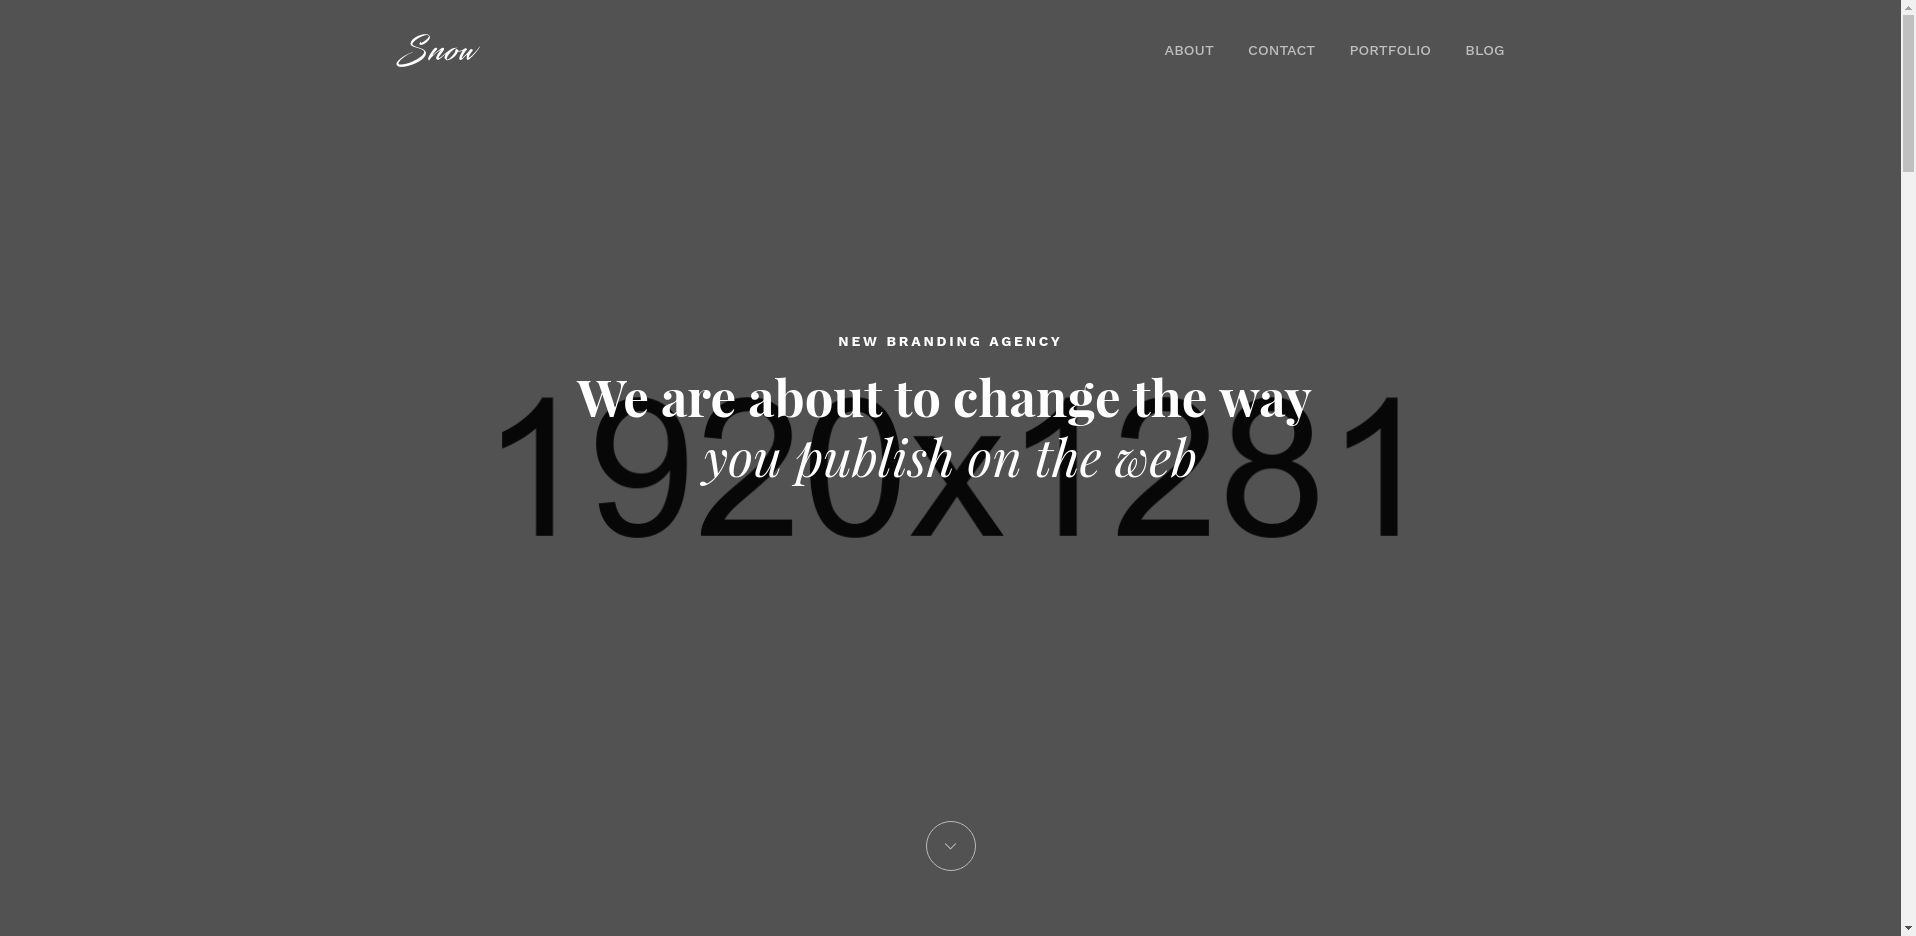 Snow
ABOUT CONTACT PORTFOLIO BLOG
NEW BRANDING AGENCY
We are about to change the way
you publish on the web
1920x1281